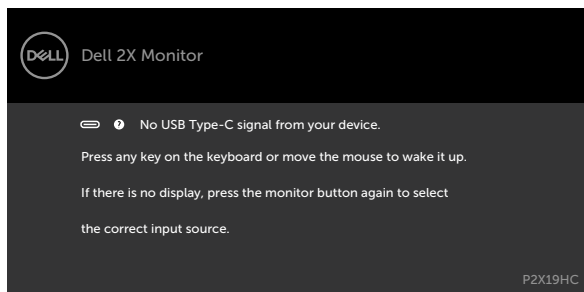 DELL
Dell 2X Monitor
? No USB Type-C signal from your device.
Press any key on the keyboard or move the mouse to wake it up.
If there is no display, press the monitor button again to select
the correct input source.
P2X19HC